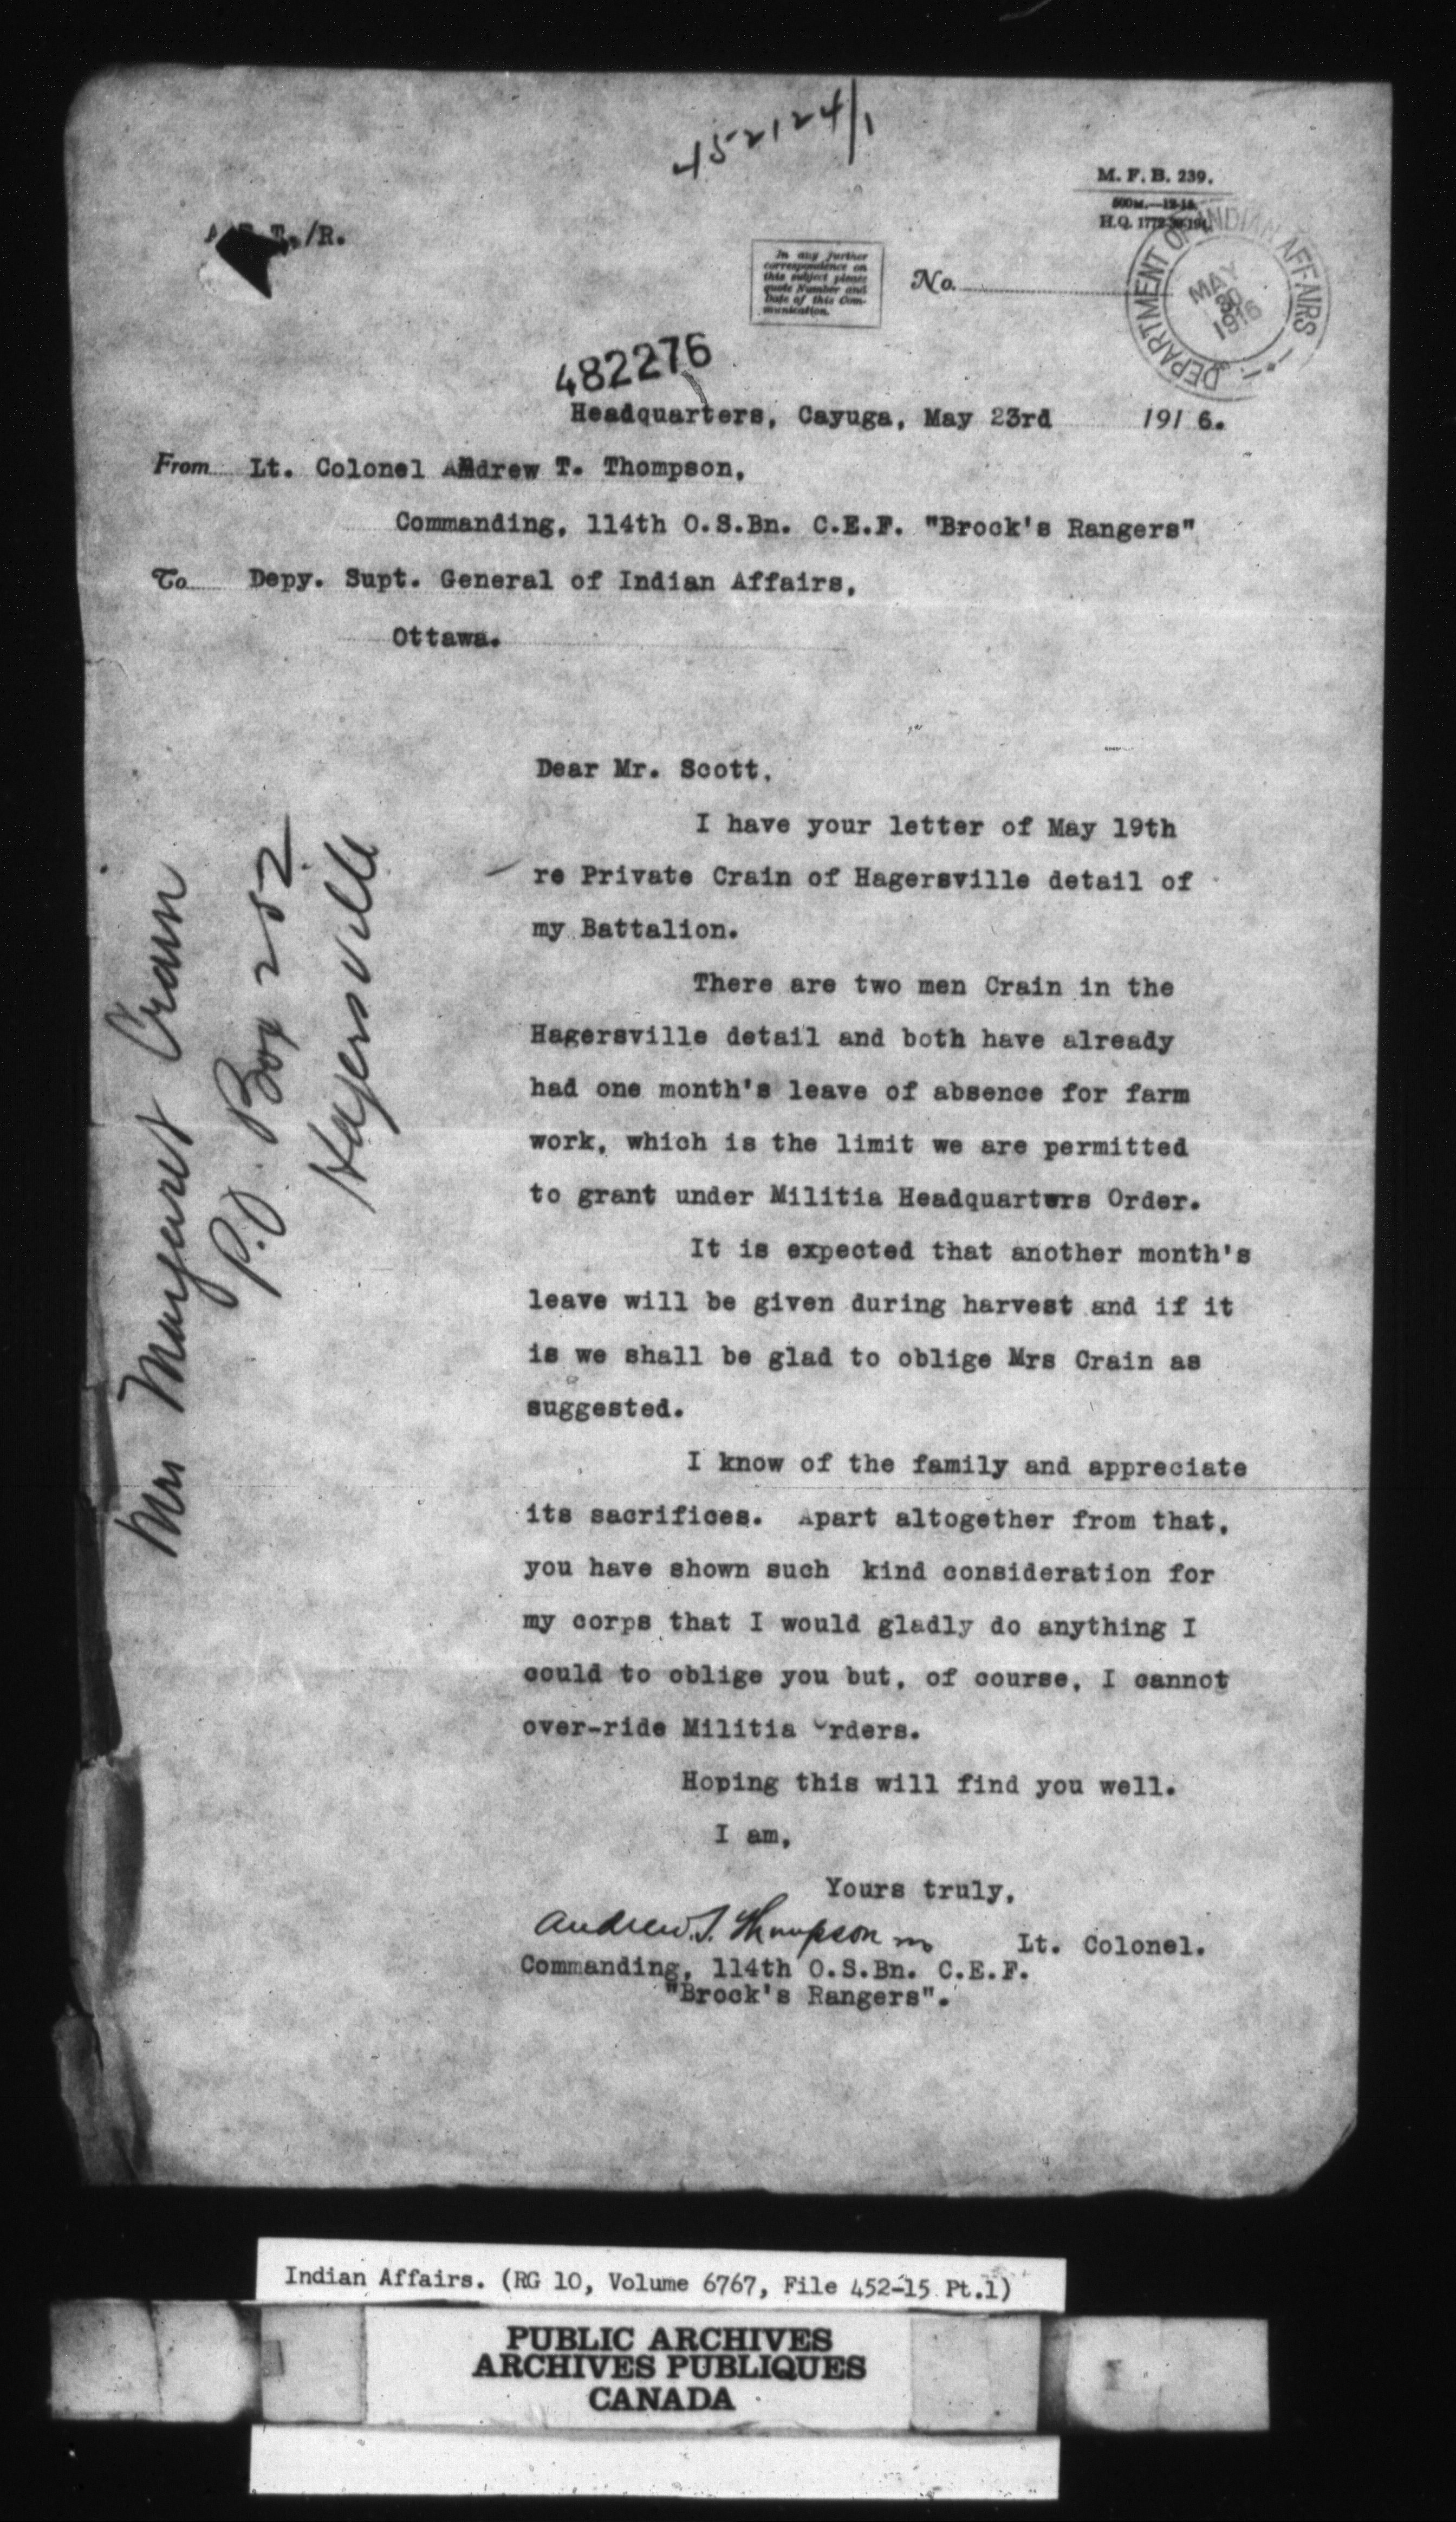 452124/1
M. F. B. 239.
500M.—12-15.
H.Q. 1772-39-194.
T./R.
In any further
correspondence on
this subject please
quote Number and
Date of this Com-
munication.
No.
DEPARTMENT OF INDIAN AFFAIRS
MAY
30
1916
482276
Headquarters, Cayuga, May 23rd 1916.
From Lt. Colonel Andrew T. Thompson,
Commanding, 114th O.S.Bn. C.E.F. "Brock's Rangers"
To Depy. Supt. General of Indian Affairs,
Ottawa.
Dear Mr. Scott,
I have your letter of May 19th
re Private Crain of Hagersville detail of
my Battalion.
There are two men Crain in the
Hagersville detail and both have already
had one month's leave of absence for farm
work, which is the limit we are permitted
to grant under Militia Headquarters Order.
It is expected that another month's
leave will be given during harvest and if it
is we shall be glad to oblige Mrs Crain as
suggested.
I know of the family and appreciate
its sacrifices. Apart altogether from that,
you have shown such kind consideration for
my corps that I would gladly do anything I
could to oblige you but, of course, I cannot
over-ride Militia Orders.
Hoping this will find you well.
I am,
Yours truly,
Andrew T. Thompson Lt. Colonel.
Commanding, 114th O.S.Bn. C.E.F.
"Brock's Rangers".
Mrs Margaret Crain
P.O. Box 252
Hagersville
Indian Affairs. (RG 10, Volume 6767, File 452-15 Pt.1)
PUBLIC ARCHIVES
ARCHIVES PUBLIQUES
CANADA